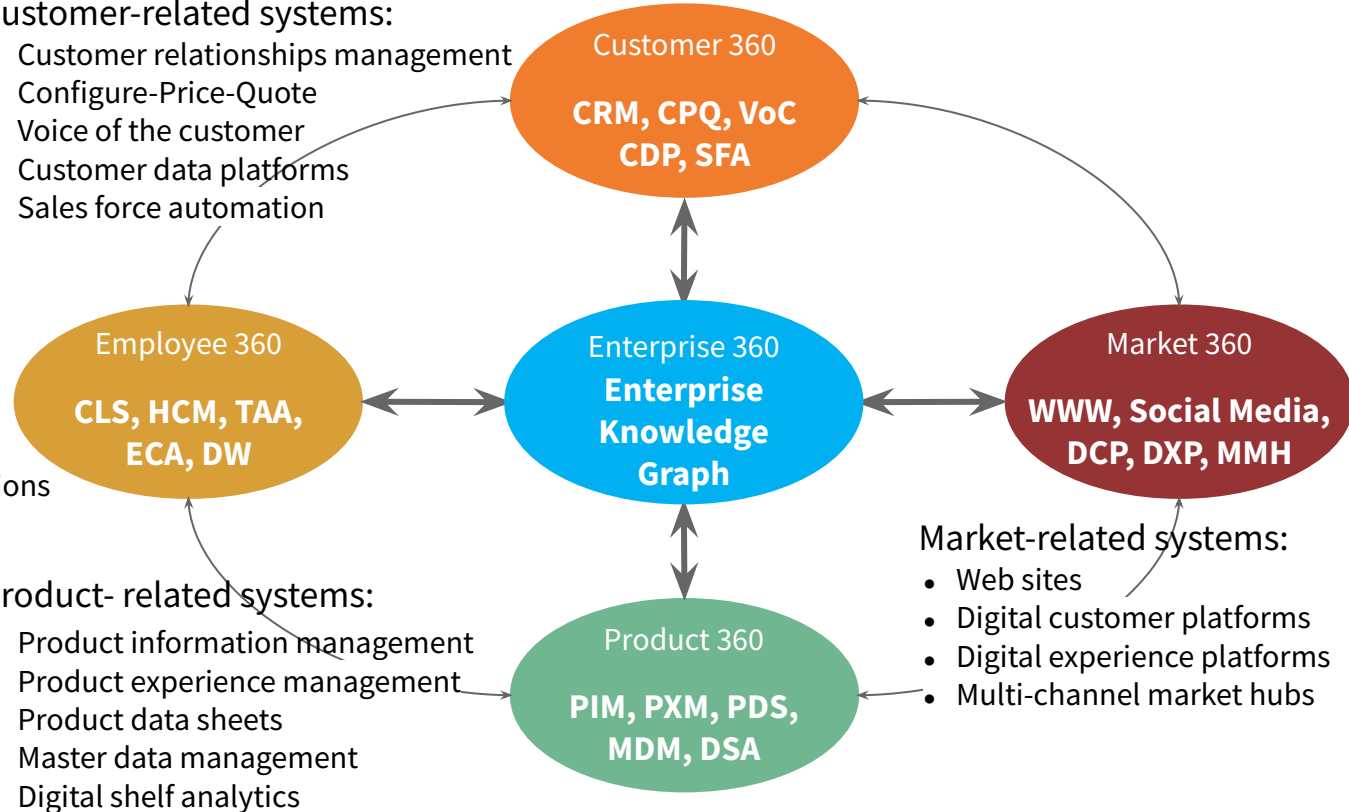 ustomer-related systems:
Customer relationships management
Configure-Price-Quote
Voice of the customer
Customer data platforms
Sales force automation
Customer 360
CRM, CPQ, VoC
CDP, SFA
Employee 360
CLS, HCM, TAA,
ECA, DW
ons
Enterprise 360
Enterprise
Knowledge
Graph
Market 360
WWW, Social Media,
DCP, DXP, MMH
roduct- related systems:
Product information management
Product experience management
Product data sheets
Master data management
Digital shelf analytics
Product 360
PIM, PXM, PDS,
MDM, DSA
Market-related systems:
• Web sites
• Digital customer platforms
• Digital experience platforms
• Multi-channel market hubs